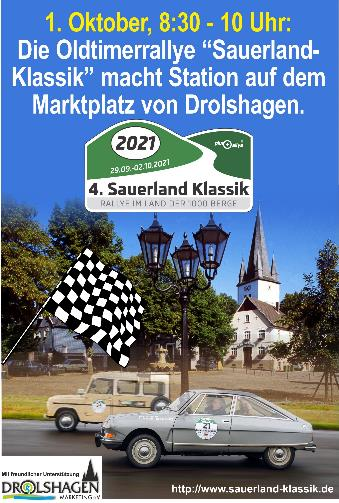 1. Oktober, 8:30 - 10 Uhr:
Die Oldtimerrallye “Sauerland-
Klassik” macht Station auf dem
Marktplatz von Drolshagen.
2021
29.09.-02.10.2021
4. Sauerland Klassik
RALLYE IM LAND DER 1000 BERGE
21
Mit freundlicher Unterstützung
DROLSHAGEN
MARKETING e.V.
http://www.sauerland-klassik.de